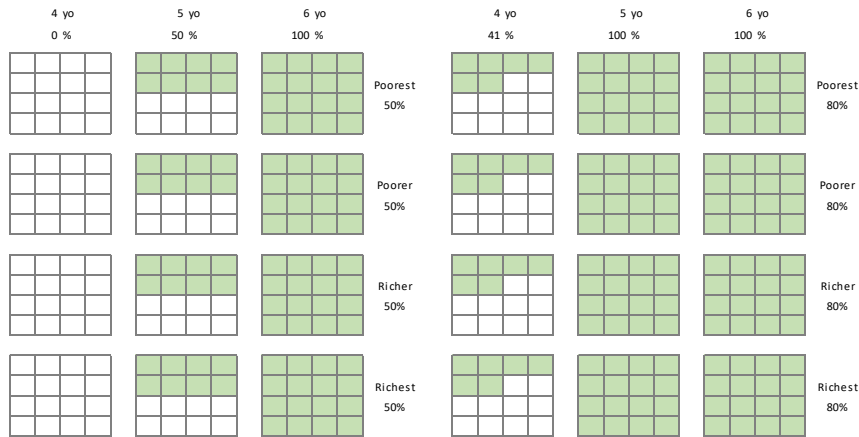 4 yo 5 yo 6 yo 4 yo 5 yo 6 yo
0 % 50 % 100 % 41 % 100 % 100 %
Poorest Poorest
50% 80%
Poorer Poorer
50% 80%
Richer Richer
50% 80%
Richest Richest
50% 80%